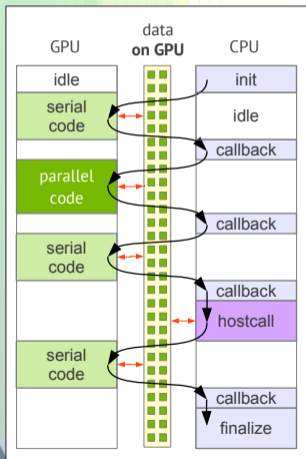 GPU
data
on GPU
CPU
idle
init
serial
code
idle
callback
parallel
code
callback
serial
code
callback
hostcall
serial
code
callback
finalize